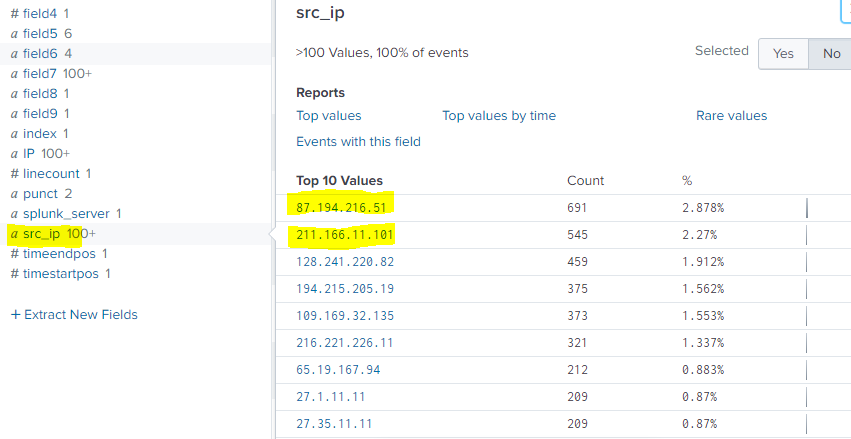 # field4 1
a field5 6
a field6 4
a field7 100+
a field8 1
a field9 1
a index 1
a IP 100+
# linecount 1
a punct 2
a splunk_server 1
a src_ip 100+
# timeendpos 1
# timestartpos 1
+ Extract New Fields
src_ip
>100 Values, 100% of events
Selected Yes No
Reports
Top values Top values by time Rare values
Events with this field
Top 10 Values Count %
87.194.216.51 691 2.878%
211.166.11.101 545 2.27%
128.241.220.82 459 1.912%
194.215.205.19 375 1.562%
109.169.32.135 373 1.553%
216.221.226.11 321 1.337%
65.19.167.94 212 0.883%
27.1.11.11 209 0.87%
27.35.11.11 209 0.87%